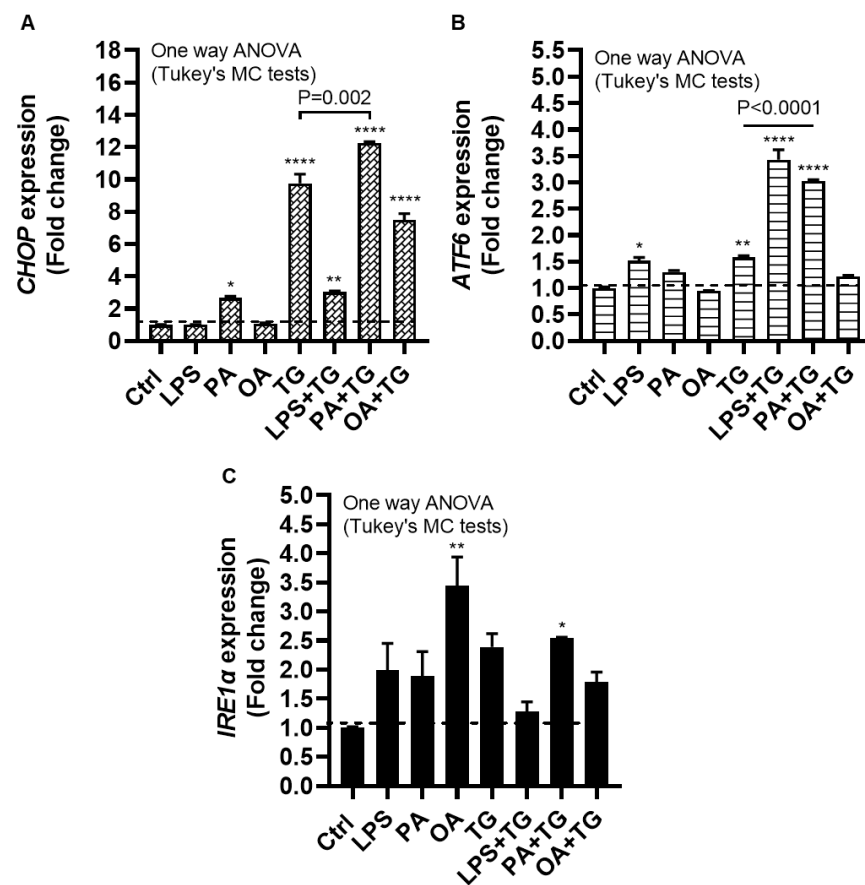 A
CHOP expression
(Fold change)
18
16
14
12
10
8
6
4
2
0
One way ANOVA
(Tukey's MC tests)
P=0.002
*
****
**
****
****
Ctrl
LPS
PA
OA
TG
LPS+TG
PA+TG
OA+TG
B
ATF6 expression
(Fold change)
5.5
5.0
4.5
4.0
3.5
3.0
2.5
2.0
1.5
1.0
0.5
0.0
One way ANOVA
(Tukey's MC tests)
P<0.0001
*
**
****
****
Ctrl
LPS
PA
OA
TG
LPS+TG
PA+TG
OA+TG
C
IRE1α expression
(Fold change)
5.0
4.5
4.0
3.5
3.0
2.5
2.0
1.5
1.0
0.5
0.0
One way ANOVA
(Tukey's MC tests)
**
*
Ctrl
LPS
PA
OA
TG
LPS+TG
PA+TG
OA+TG